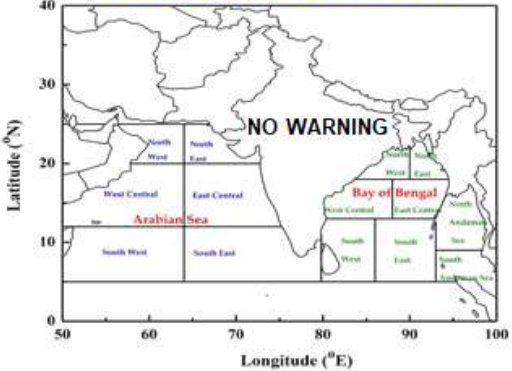 40
30
20
10
0
Latitude (°N)
NO WARNING
North
West
North
East
North
West
North
East
West Central
East Central
Arabian Sea
Bay of Bengal
West Central
East Central
North
Andaman
Sea
South West
South East
South
West
South
East
South
Andaman Sea
50 60 70 80 90 100
Longitude (°E)